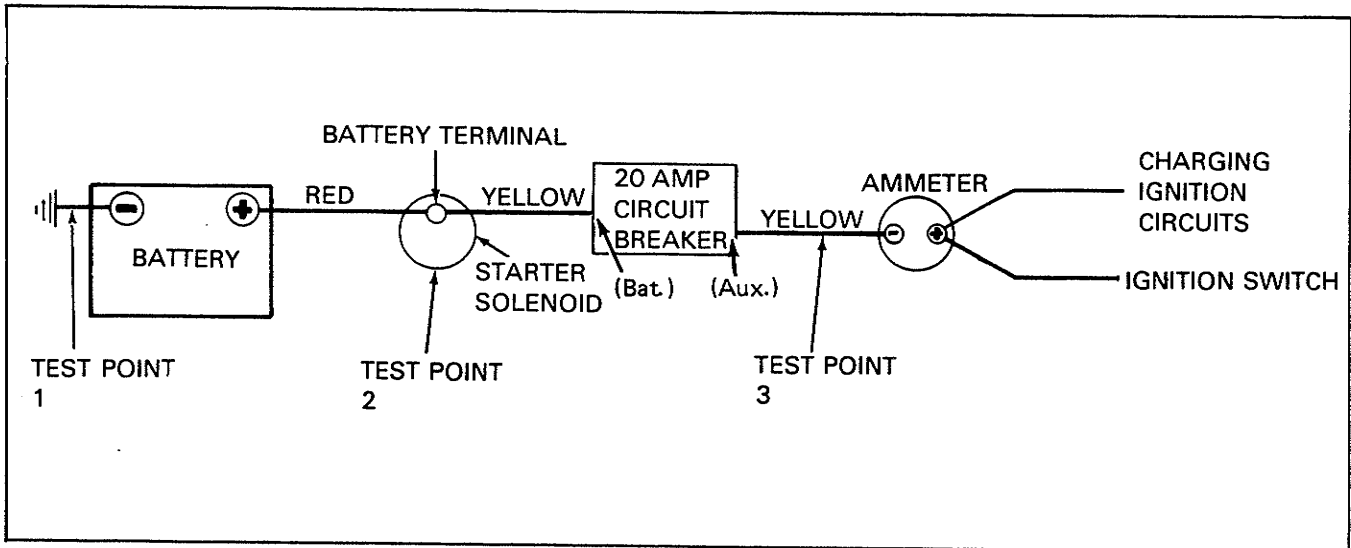 BATTERY TERMINAL
RED
YELLOW
20 AMP
CIRCUIT
BREAKER
AMMETER
YELLOW
CHARGING
IGNITION
CIRCUITS
BATTERY
STARTER
SOLENOID
(Bat.)
(Aux.)
IGNITION SWITCH
TEST POINT
1
TEST POINT
2
TEST POINT
3